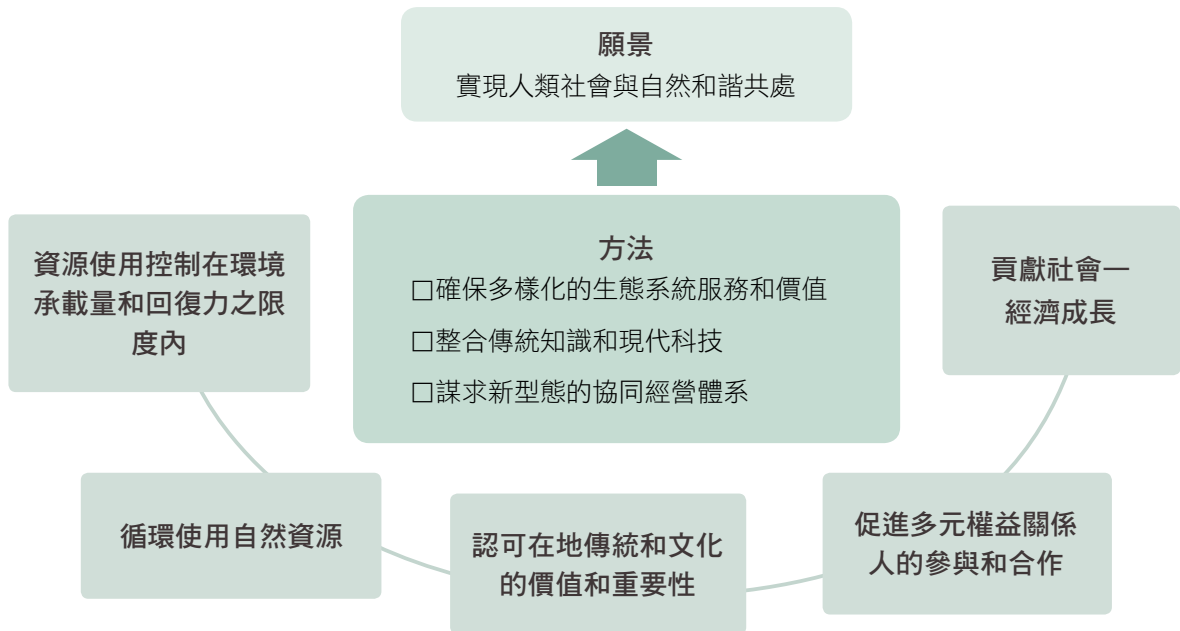 願景
實現人類社會與自然和諧共處
方法
□確保多樣化的生態系統服務和價值
□整合傳統知識和現代科技
□謀求新型態的協同經營體系
資源使用控制在環境
承載量和回復力之限
度內
循環使用自然資源
認可在地傳統和文化
的價值和重要性
促進多元權益關係
人的參與和合作
貢獻社會—
經濟成長